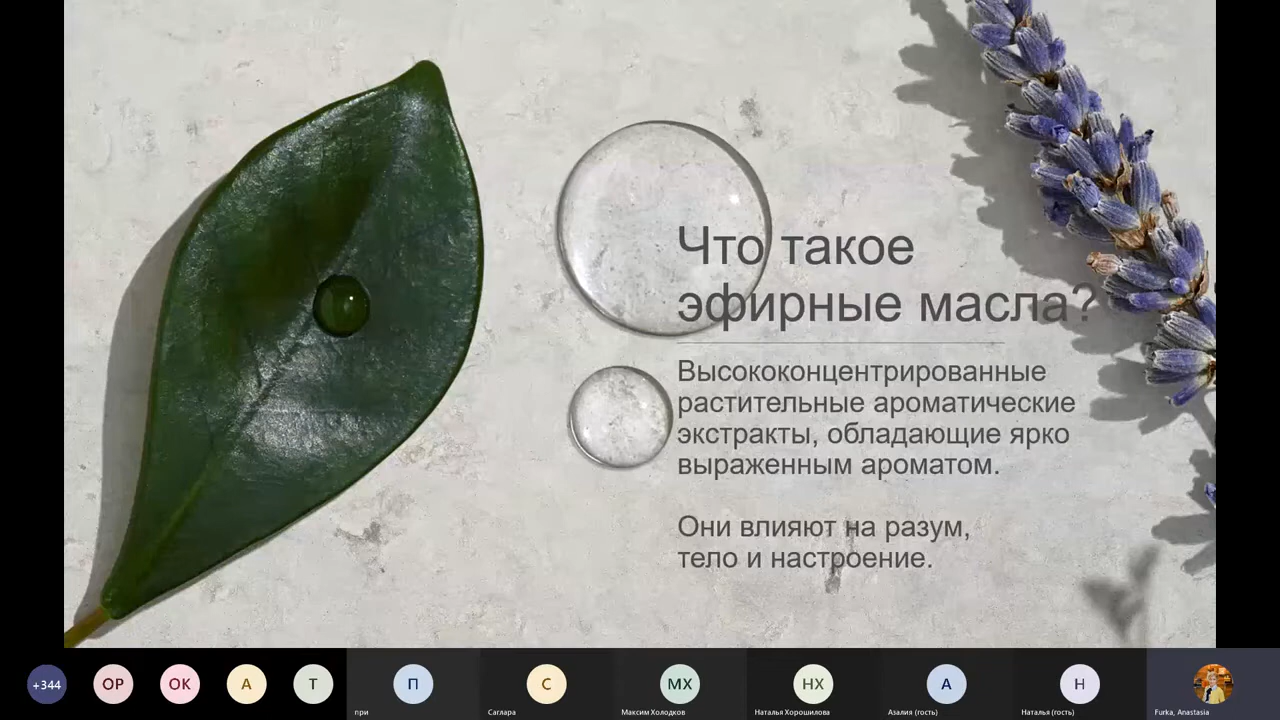 Что такое
эфирные масла?
Высококонцентрированные
растительные ароматические
экстракты, обладающие ярко
выраженным ароматом.
Они влияют на разум,
тело и настроение.
+344
ОР
ОК
А
Т
П
С
МХ
НХ
А
Н
при
Саглара
Максим Холодков
Наталья Хорошилова
Азалия (гость)
Наталья (гость)
Furka, Anastasia